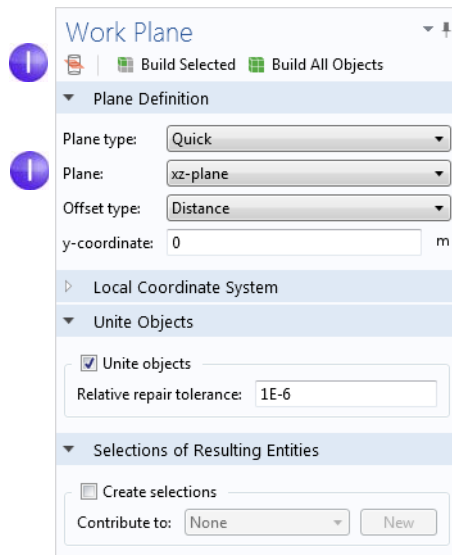 Work Plane
I
Build Selected Build All Objects
Plane Definition
Plane type: Quick
I
Plane: xz-plane
Offset type: Distance
y-coordinate: 0 m
Local Coordinate System
Unite Objects
Unite objects
Relative repair tolerance: 1E-6
Selections of Resulting Entities
Create selections
Contribute to: None New